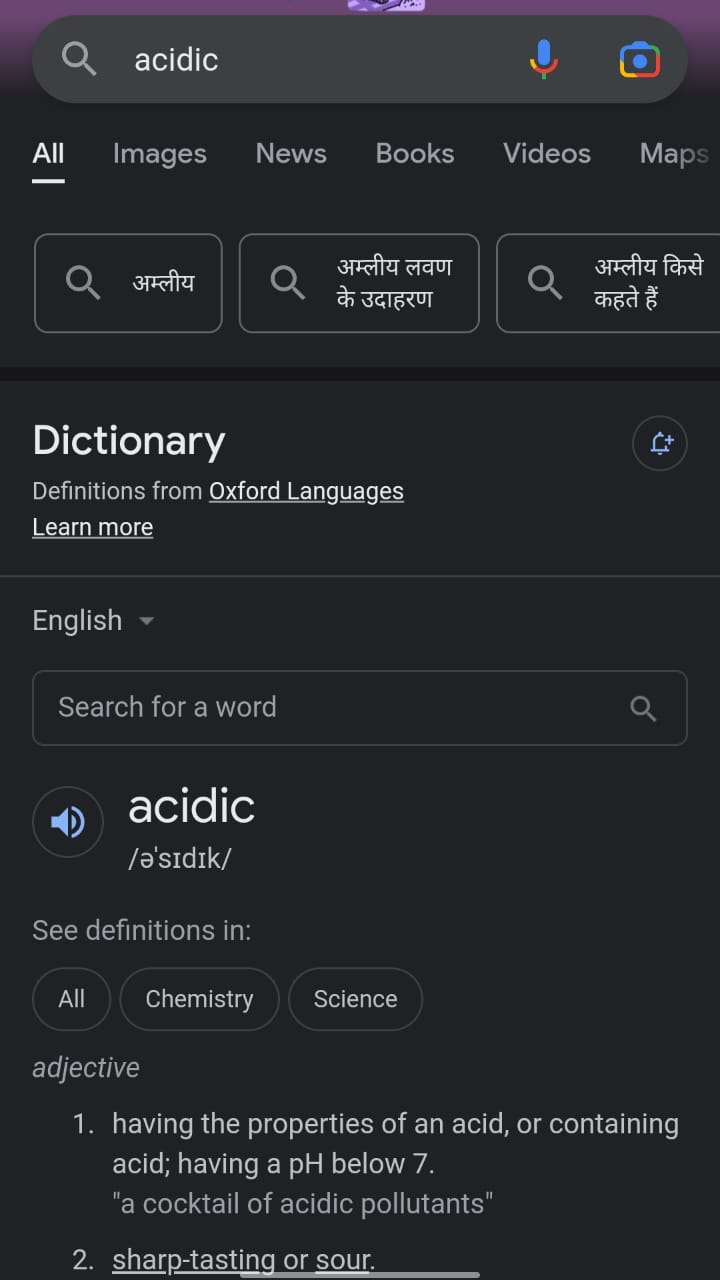 acidic
All Images News Books Videos Maps
अम्लीय
अम्लीय लवण
के उदाहरण
अम्लीय किसे
कहते हैं
Dictionary
Definitions from Oxford Languages
Learn more
English
Search for a word
acidic
/əˈsɪdɪk/
See definitions in:
All Chemistry Science
adjective
1. having the properties of an acid, or containing
acid; having a pH below 7.
"a cocktail of acidic pollutants"
2. sharp-tasting or sour.